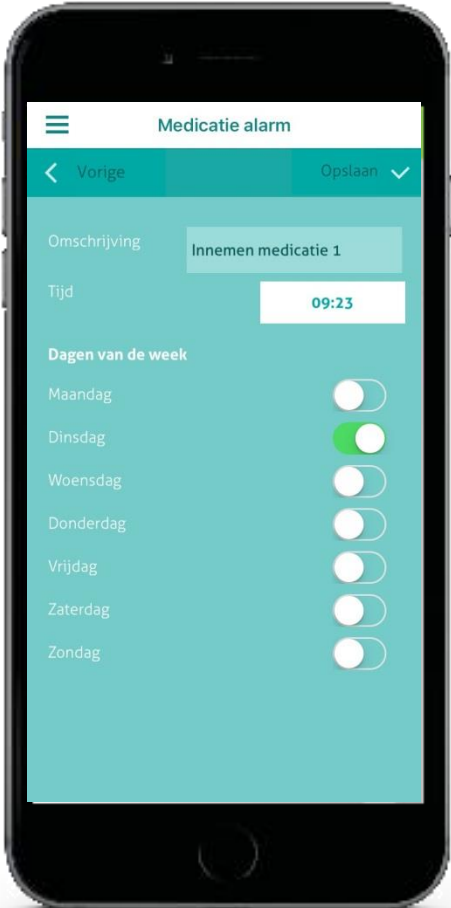 Medicatie alarm
Vorige Opslaan
Omschrijving Innemen medicatie 1
Tijd 09:23
Dagen van de week
Maandag
Dinsdag
Woensdag
Donderdag
Vrijdag
Zaterdag
Zondag